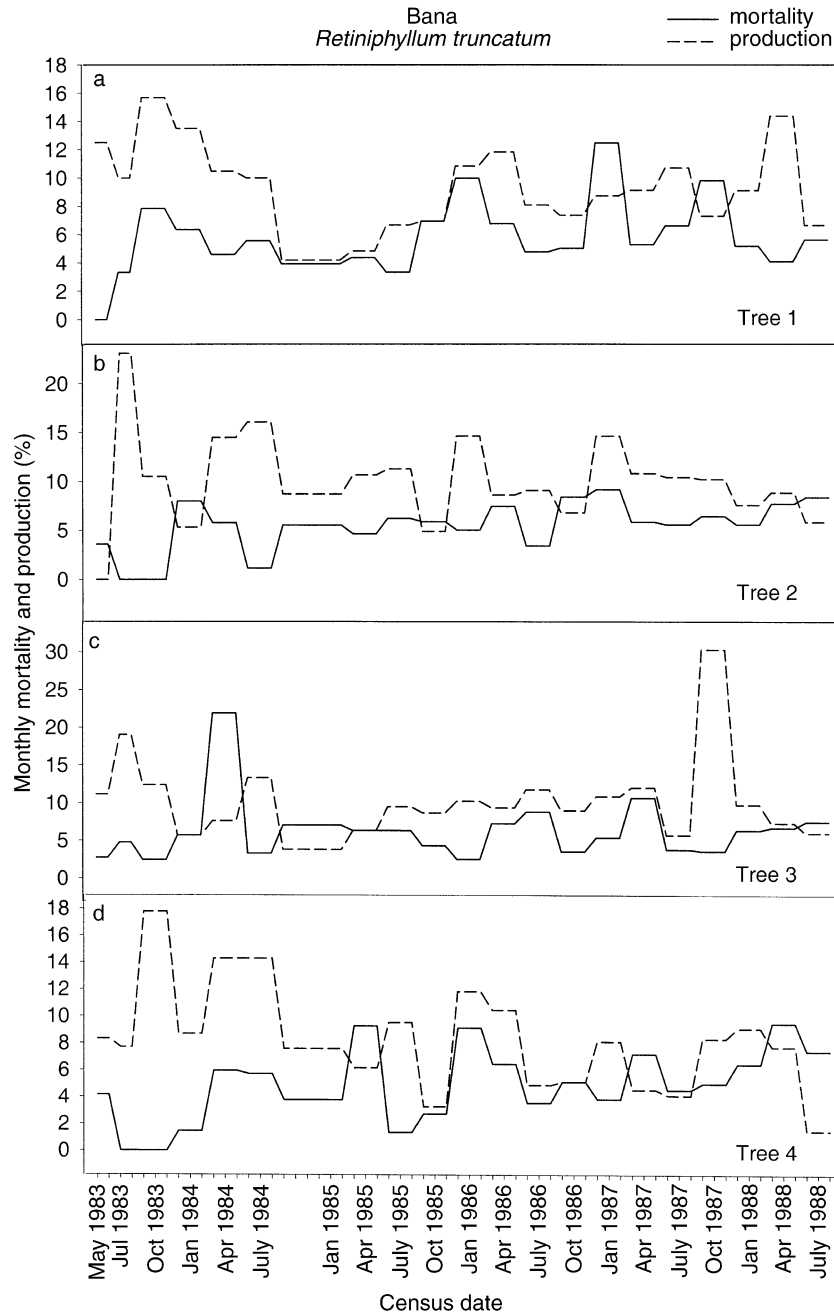 Bana
Retiniphyllum truncatum
mortality
production
Monthly mortality and production (%)
a
18
16
14
12
10
8
6
4
2
0
Tree 1
b
20
15
10
5
0
Tree 2
c
30
25
20
15
10
5
0
Tree 3
d
18
16
14
12
10
8
6
4
2
0
Tree 4
May 1983
Jul 1983
Oct 1983
Jan 1984
Apr 1984
July 1984
Jan 1985
Apr 1985
July 1985
Oct 1985
Jan 1986
Apr 1986
July 1986
Oct 1986
Jan 1987
Apr 1987
July 1987
Oct 1987
Jan 1988
Apr 1988
July 1988
Census date